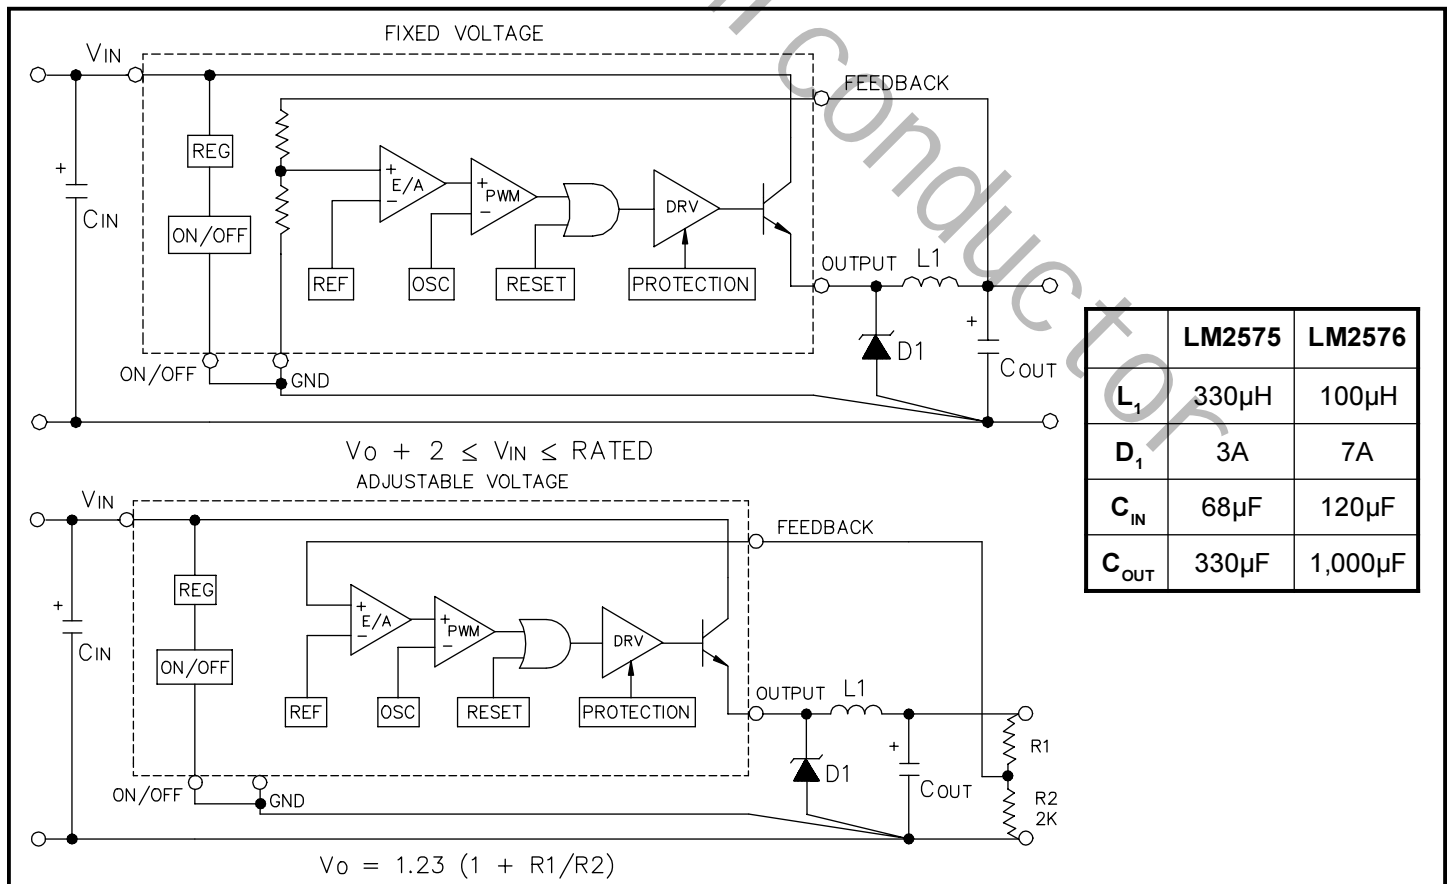 FIXED VOLTAGE
VIN
FEEDBACK
REG
+
CIN
ON/OFF
+
E/A
-
+
PWM
-
DRV
REF
OSC
RESET
PROTECTION
OUTPUT
L1
D1
+
COUT
ON/OFF
GND
VO + 2 ≤ VIN ≤ RATED
ADJUSTABLE VOLTAGE
VIN
FEEDBACK
REG
+
CIN
ON/OFF
+
E/A
-
+
PWM
-
DRV
REF
OSC
RESET
PROTECTION
OUTPUT
L1
D1
+
COUT
R1
R2
2K
ON/OFF
GND
VO = 1.23 (1 + R1/R2)
LM2575 LM2576
L1 330µH 100µH
D1 3A 7A
CIN 68µF 120µF
COUT 330µF 1,000µF
conductor